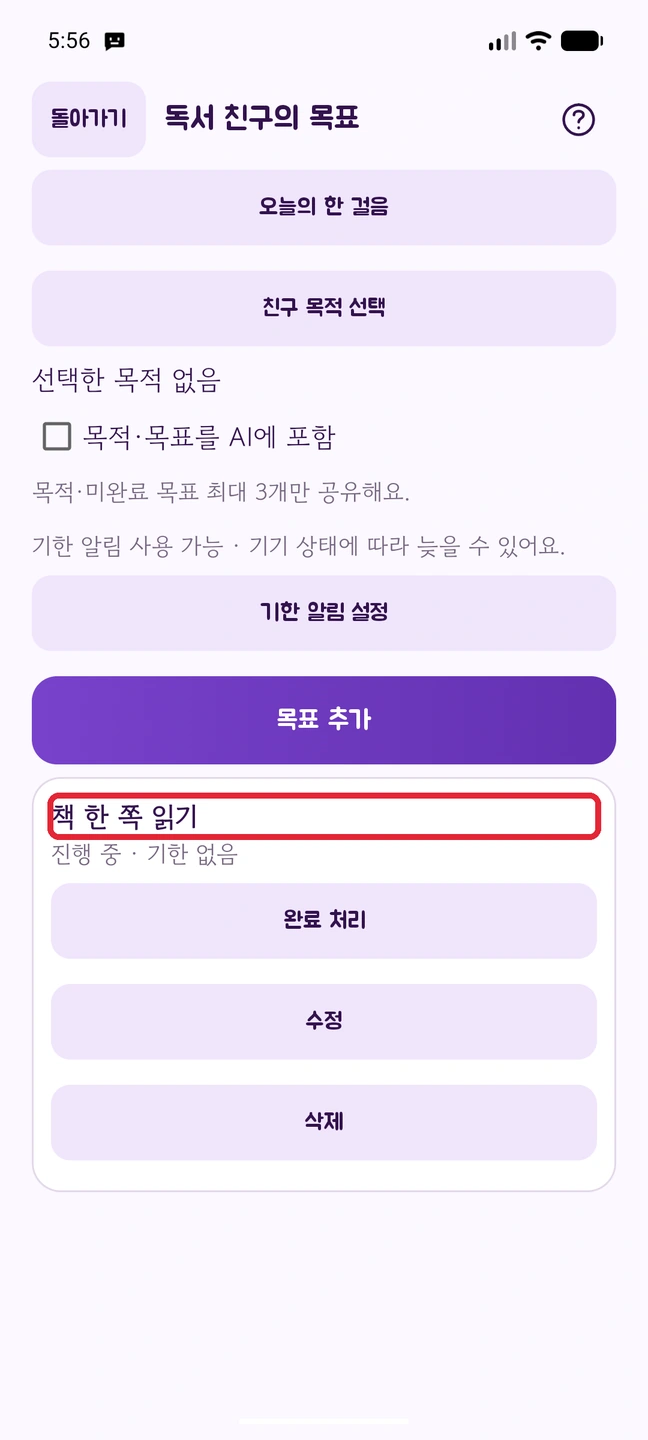 5:56
돌아가기 독서 친구의 목표
오늘의 한 걸음
친구 목적 선택
선택한 목적 없음
목적·목표를 AI에 포함
목적·미완료 목표 최대 3개만 공유해요.
기한 알림 사용 가능 · 기기 상태에 따라 늦을 수 있어요.
기한 알림 설정
목표 추가
책 한 쪽 읽기
진행 중 · 기한 없음
완료 처리
수정
삭제